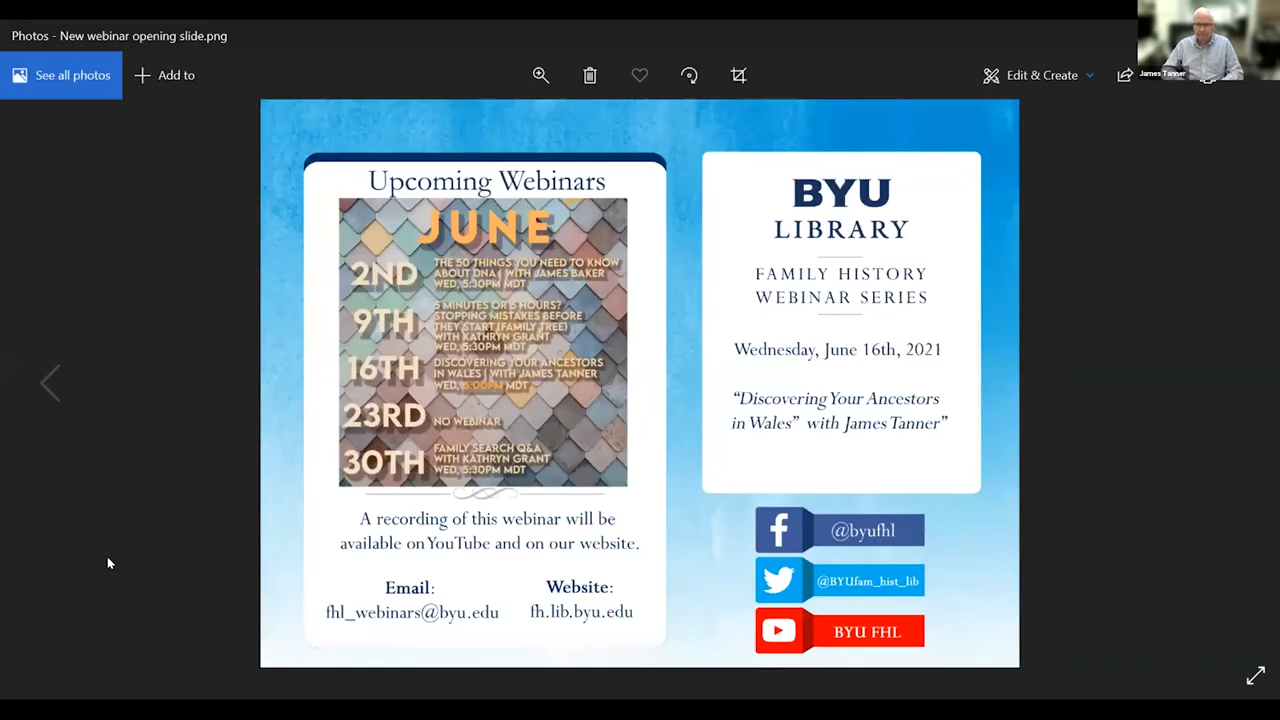 Photos - New webinar opening slide.png
James Tanner
See all photos
Add to
Edit & Create
Upcoming Webinars
JUNE
2ND
THE 50 THINGS YOU NEED TO KNOW
ABOUT DNA | WITH JAMES BAKER
WED, 5:30PM MDT
9TH
5 MINUTES OR 5 HOURS?
STOPPING MISTAKES BEFORE
THEY START (FAMILY TREE)
WITH KATHRYN GRANT
WED, 5:30PM MDT
16TH
DISCOVERING YOUR ANCESTORS
IN WALES | WITH JAMES TANNER
WED, 5:00PM MDT
23RD
NO WEBINAR
30TH
FAMILY SEARCH Q&A
WITH KATHRYN GRANT
WED, 5:30PM MDT
A recording of this webinar will be
available on YouTube and on our website.
Email:
fhl_webinars@byu.edu
Website:
fh.lib.byu.edu
BYU
LIBRARY
FAMILY HISTORY
WEBINAR SERIES
Wednesday, June 16th, 2021
“Discovering Your Ancestors
in Wales” with James Tanner”
@byufhl
@BYUfam_hist_lib
BYU FHL